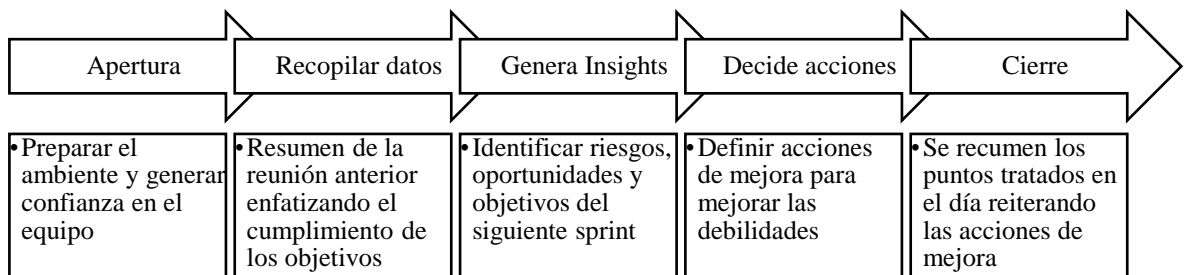 Apertura
Recopilar datos
Genera Insights
Decide acciones
Cierre
•Preparar el
ambiente y generar
confianza en el
equipo
•Resumen de la
reunión anterior
enfatizando el
cumplimiento de
los objetivos
•Identificar riesgos,
oportunidades y
objetivos del
siguiente sprint
•Definir acciones
de mejora para
mejorar las
debilidades
•Se recumen los
puntos tratados en
el día reiterando
las acciones de
mejora